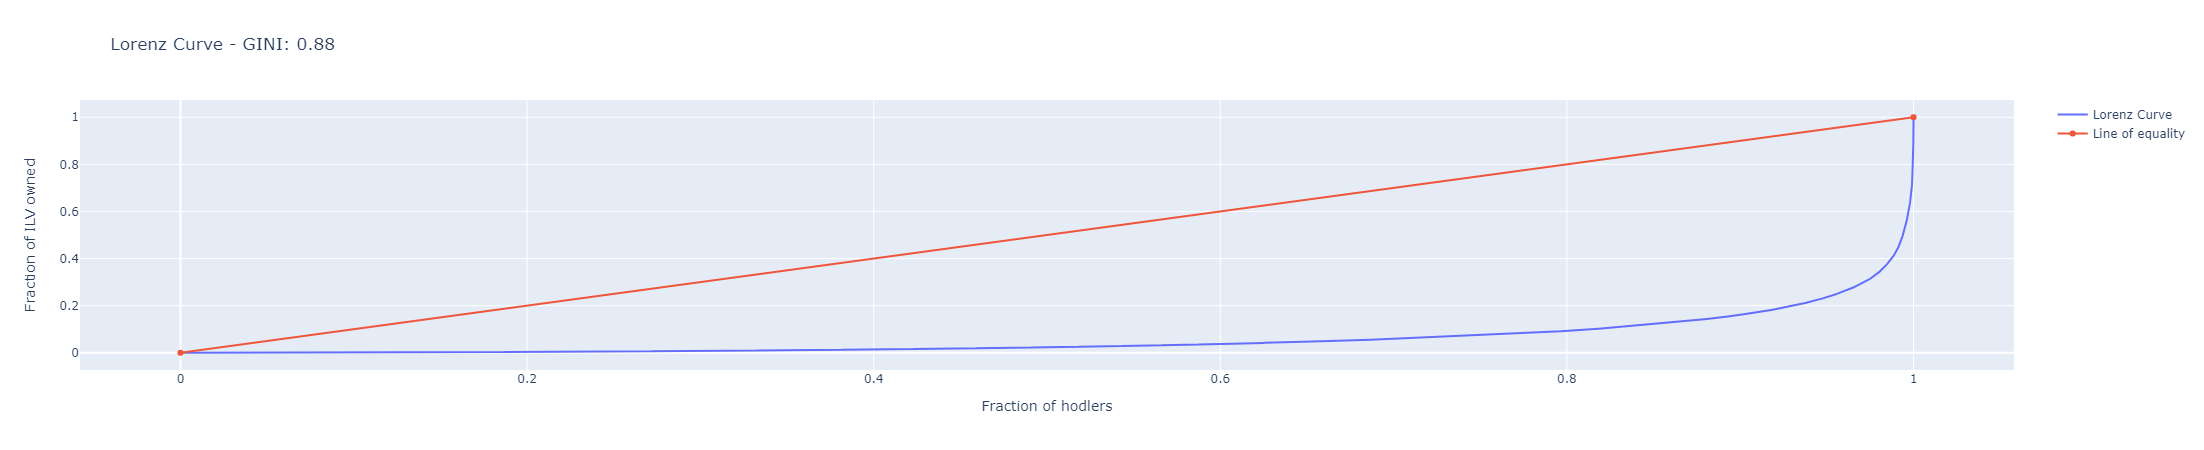 Lorenz Curve - GINI: 0.88
Lorenz Curve
Line of equality
Fraction of ILV owned
1
0.8
0.6
0.4
0.2
0
0 0.2 0.4 0.6 0.8 1
Fraction of hodlers